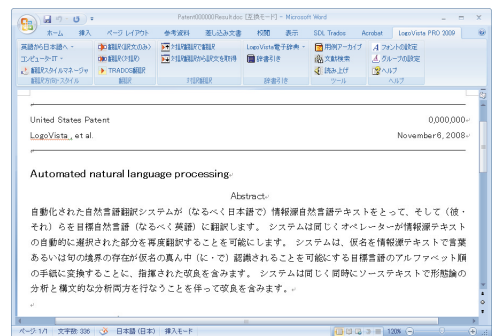 Patent000000Result.doc [互換モード] - Microsoft Word
ホーム 挿入 ページ レイアウト 参考資料 差し込み文書 校閲 表示 SDL Trados Acrobat LogoVista PRO 2009
英語から日本語へ 翻訳(訳文のみ) 対訳翻訳で翻訳 LogoVista電子辞典 用例アーカイブ フォントの設定
コンピューターIT 翻訳(対訳) 対訳翻訳から訳文を取得 辞書引き 文献検索 グループの設定
翻訳スタイルマネージャ TRADOS翻訳 読み上げ ヘルプ
翻訳方向・スタイル 翻訳 対訳翻訳 辞書引き ツール ヘルプ
United States Patent 0,000,000
LogoVista , et al. November 6, 2008
Automated natural language processing
Abstract
自動化された自然言語翻訳システムが(なるべく日本語で)情報源自然言語テキストをとって、そして(彼・
それ)らを目標自然言語(なるべく英語)に翻訳します。 システムは同じくオペレーターが情報源テキスト
の自動的に選択された部分を再度翻訳することを可能にします。 システムは、仮名を情報源テキストで言葉
あるいは句の境界の存在が仮名の真ん中(に・で)認識されることを可能にする目標言語のアルファベット順
の手紙に変換することに、指揮された改良を含みます。 システムは同じく同時にソーステキストで形態論の
分析と構文的な分析両方を行なうことを伴って改良を含みます。
ページ: 1/1 文字数: 336 日本語 (日本) 挿入モード 120%